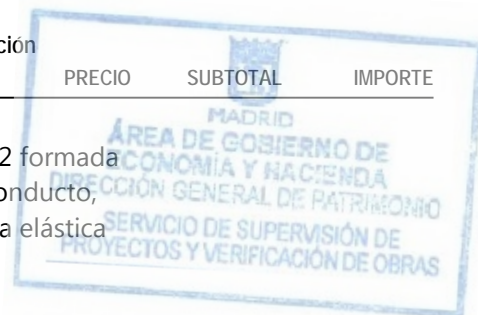 ción
PRECIO SUBTOTAL IMPORTE
MADRID
ÁREA DE GOBIERNO DE
2 formada
ECONOMÍA Y HACIENDA
DIRECCIÓN GENERAL DE PATRIMONIO
onducto,
SERVICIO DE SUPERVISIÓN DE
a elástica
PROYECTOS Y VERIFICACIÓN DE OBRAS